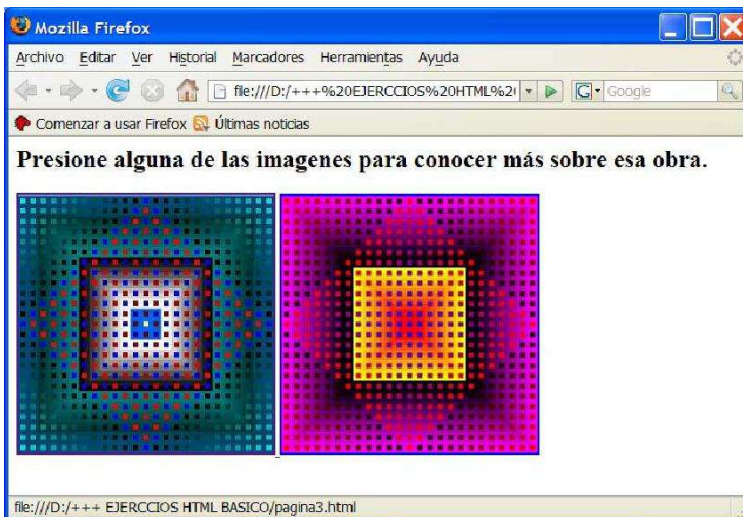 Mozilla Firefox
Archivo Editar Ver Historial Marcadores Herramientas Ayuda
file:///D:/+++%20EJERCCIOS%20HTML%2( G Google
Comenzar a usar Firefox Últimas noticias
Presione alguna de las imagenes para conocer más sobre esa obra.
file:///D:/+++ EJERCCIOS HTML BASICO/pagina3.html